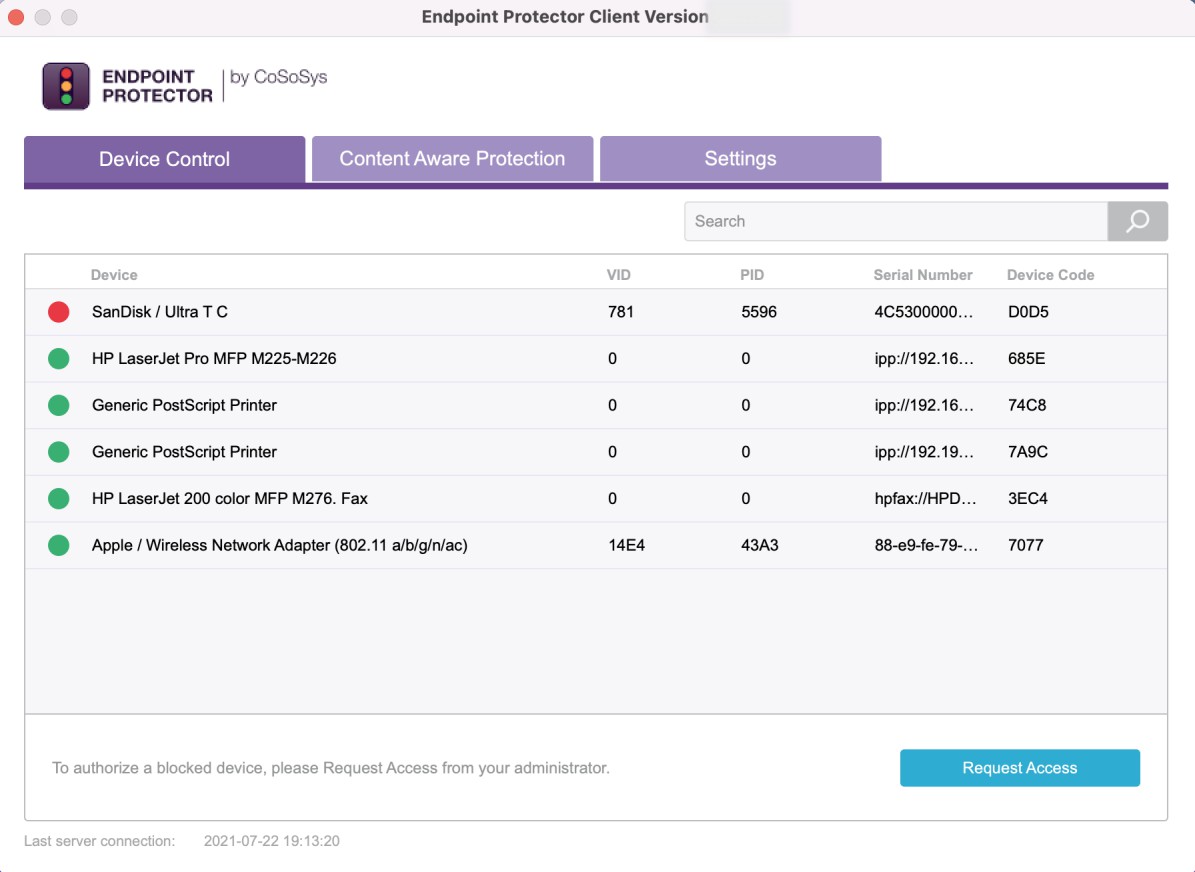 Endpoint Protector Client Version
ENDPOINT PROTECTOR | by CoSoSys
Device Control Content Aware Protection Settings
Search
Device VID PID Serial Number Device Code
SanDisk / Ultra T C 781 5596 4C5300000… D0D5
HP LaserJet Pro MFP M225-M226 0 0 ipp://192.16… 685E
Generic PostScript Printer 0 0 ipp://192.16… 74C8
Generic PostScript Printer 0 0 ipp://192.19… 7A9C
HP LaserJet 200 color MFP M276. Fax 0 0 hpfax://HPD… 3EC4
Apple / Wireless Network Adapter (802.11 a/b/g/n/ac) 14E4 43A3 88-e9-fe-79-… 7077
To authorize a blocked device, please Request Access from your administrator. Request Access
Last server connection: 2021-07-22 19:13:20